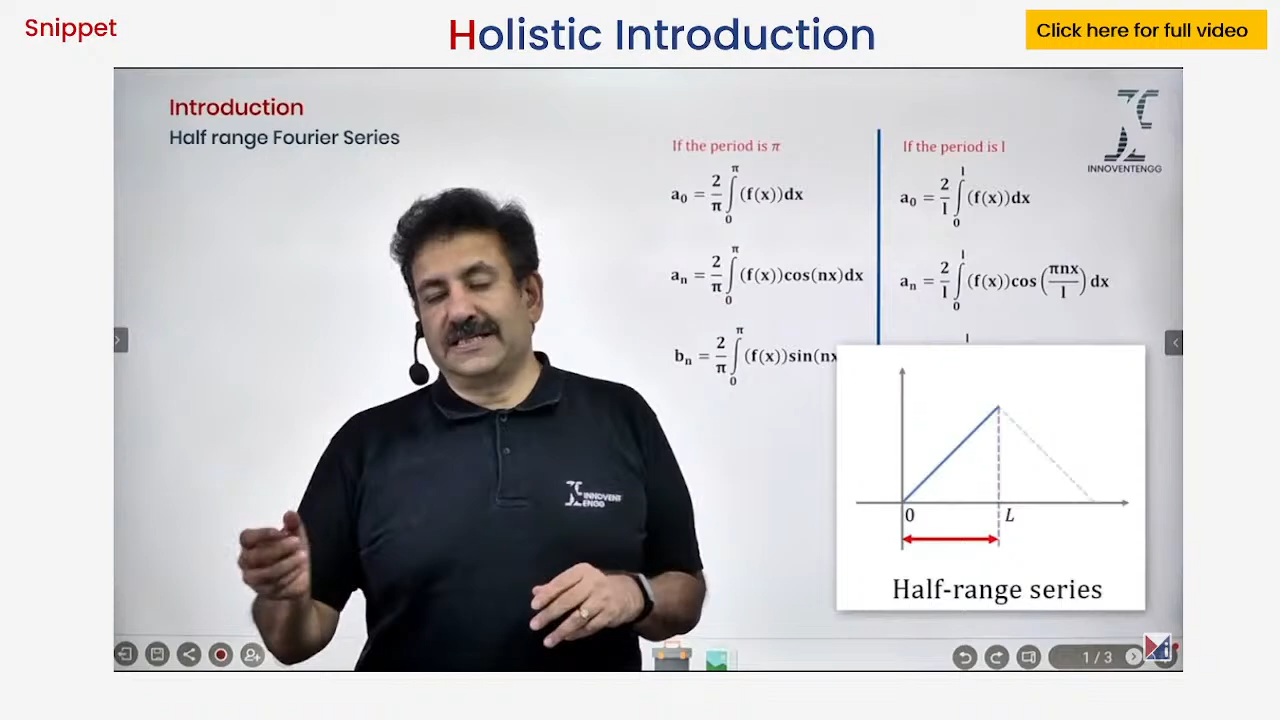 Snippet
Holistic Introduction
Click here for full video
Introduction
Half range Fourier Series
INNOVENTENGG
If the period is π
a₀ = 2/π ∫₀^π (f(x))dx
aₙ = 2/π ∫₀^π (f(x))cos(nx)dx
bₙ = 2/π ∫₀^π (f(x))sin(nx
If the period is l
a₀ = 2/l ∫₀^l (f(x))dx
aₙ = 2/l ∫₀^l (f(x))cos(πnx/l) dx
l
0
L
Half-range series
INNOVENT
ENGG
1 / 3